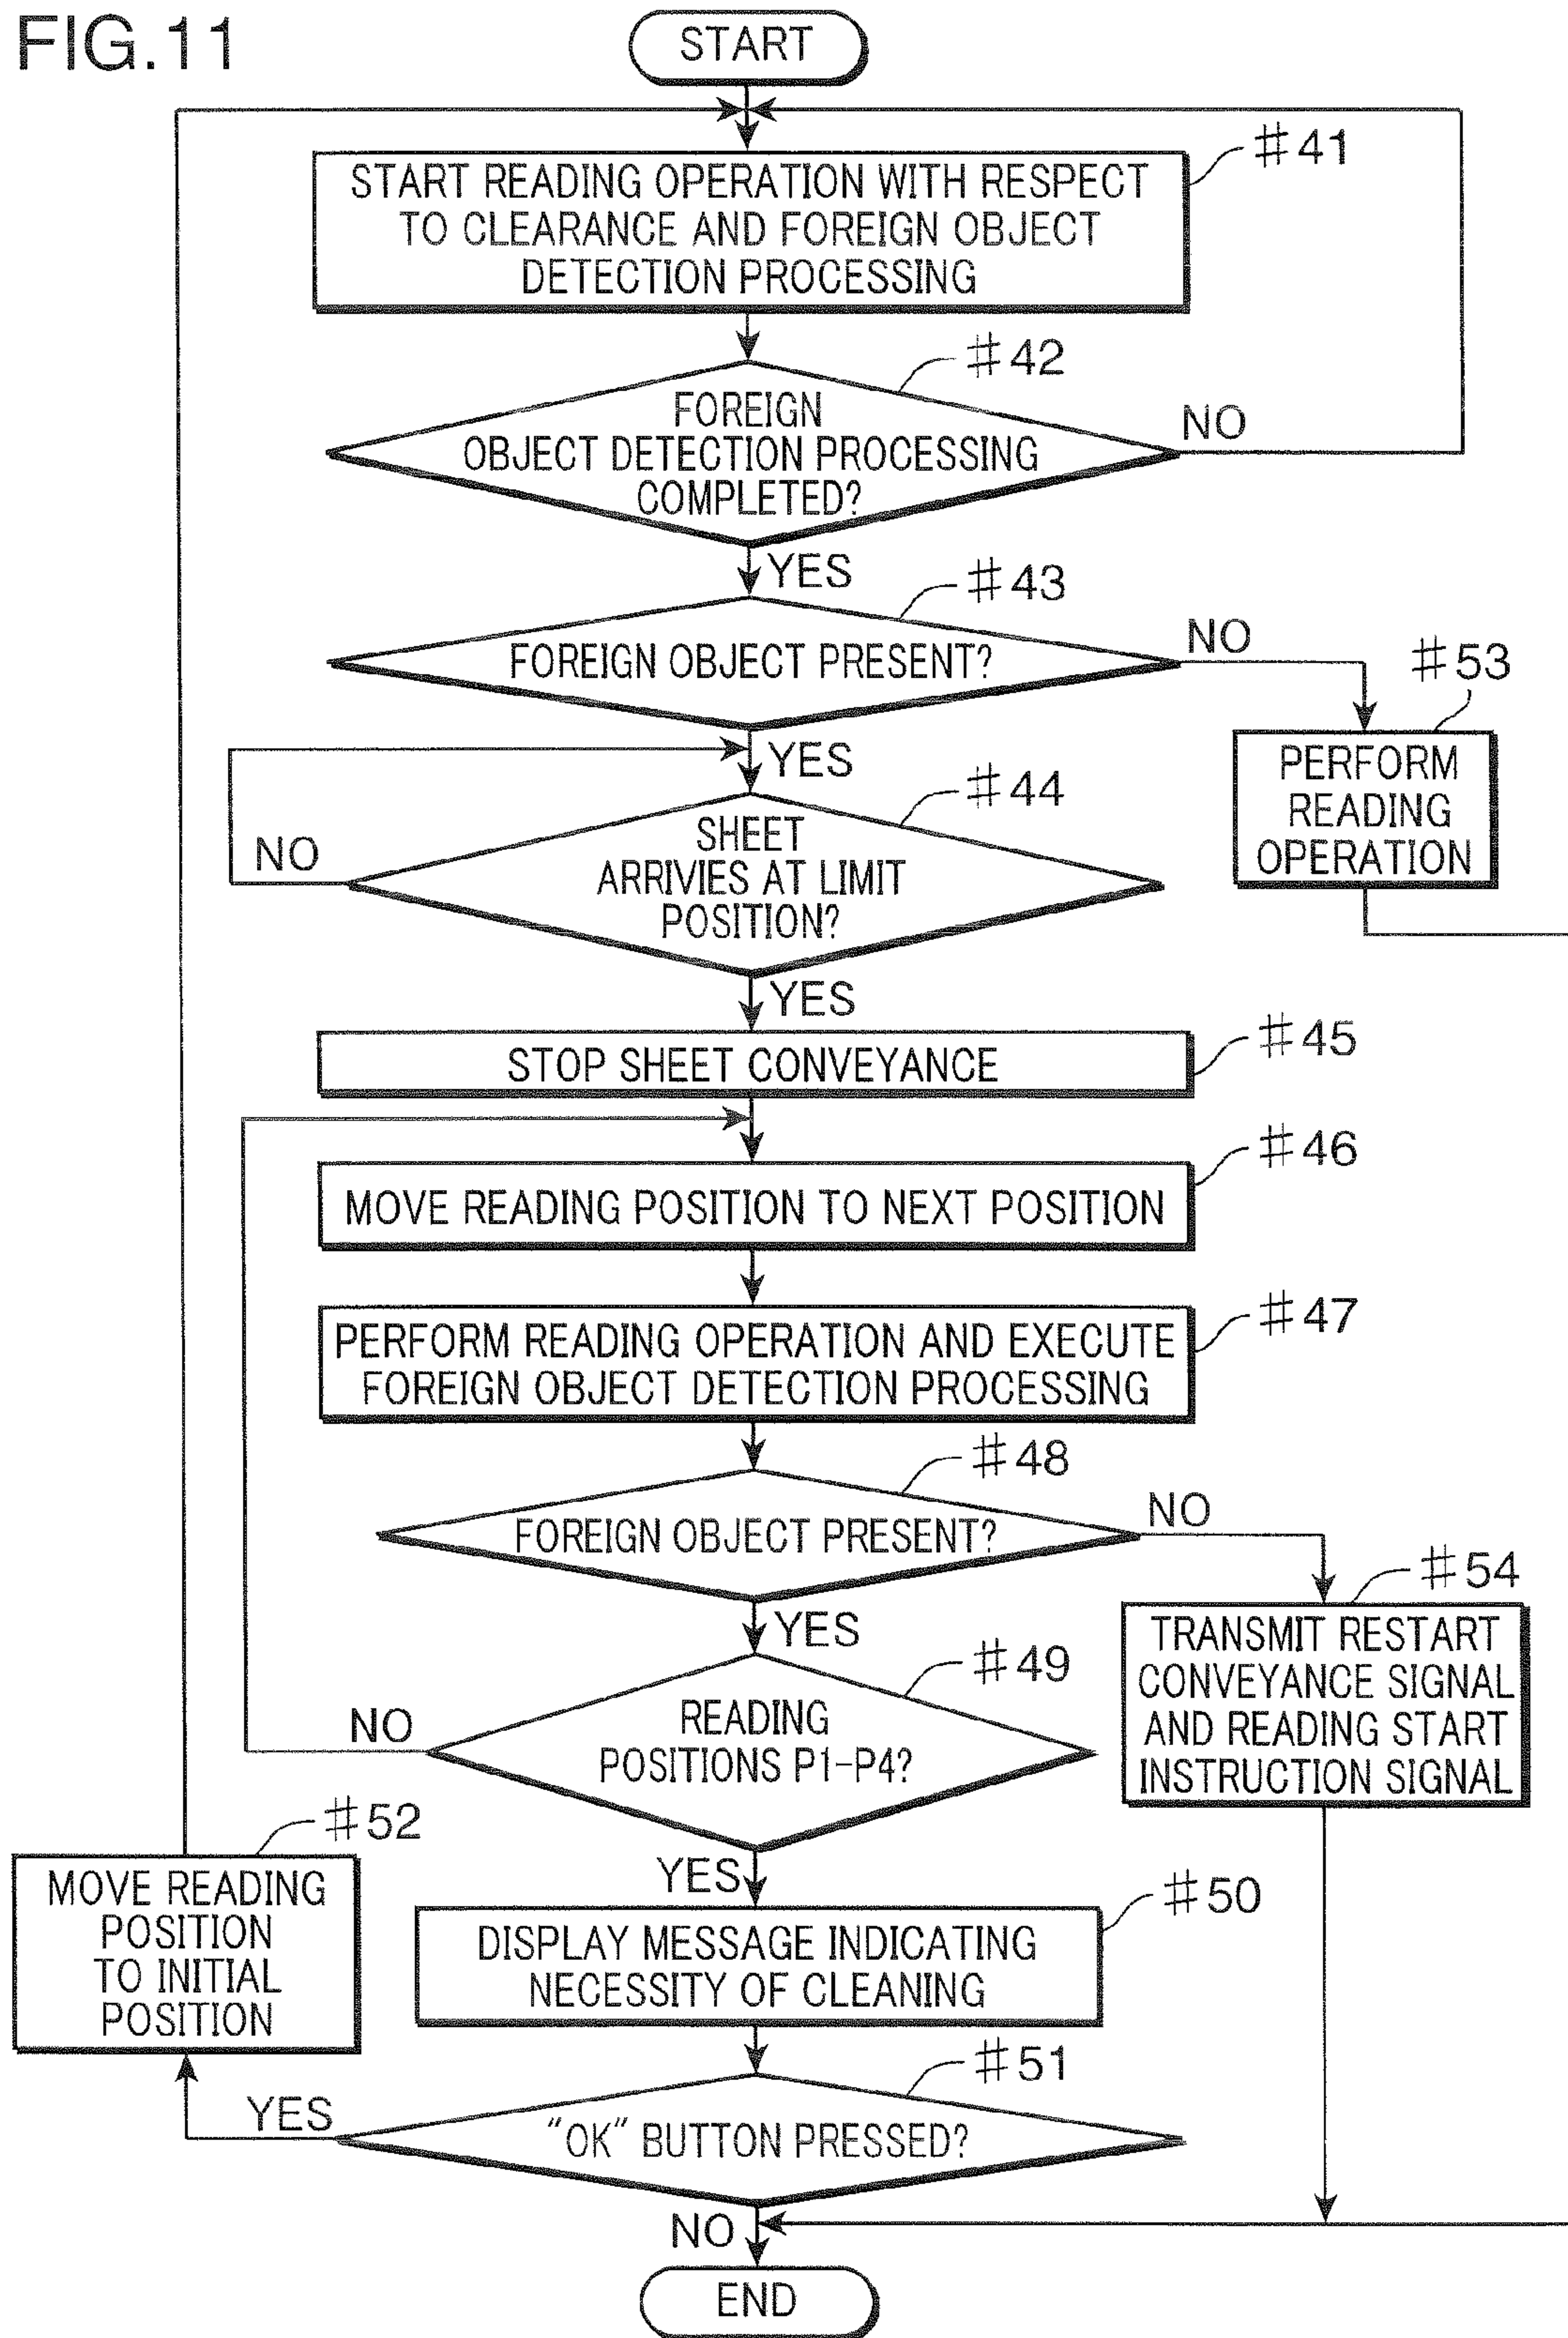 FIG.11
START
#41
START READING OPERATION WITH RESPECT
TO CLEARANCE AND FOREIGN OBJECT
DETECTION PROCESSING
#42
FOREIGN
OBJECT DETECTION PROCESSING
COMPLETED?
NO
YES
#43
FOREIGN OBJECT PRESENT?
NO
#53
PERFORM
READING
OPERATION
YES
#44
SHEET
ARRIVIES AT LIMIT
POSITION?
NO
YES
#45
STOP SHEET CONVEYANCE
#46
MOVE READING POSITION TO NEXT POSITION
#47
PERFORM READING OPERATION AND EXECUTE
FOREIGN OBJECT DETECTION PROCESSING
#48
FOREIGN OBJECT PRESENT?
NO
#54
TRANSMIT RESTART
CONVEYANCE SIGNAL
AND READING START
INSTRUCTION SIGNAL
YES
#49
READING
POSITIONS P1-P4?
NO
YES
#50
DISPLAY MESSAGE INDICATING
NECESSITY OF CLEANING
#52
MOVE READING
POSITION
TO INITIAL
POSITION
#51
"OK" BUTTON PRESSED?
YES
NO
END